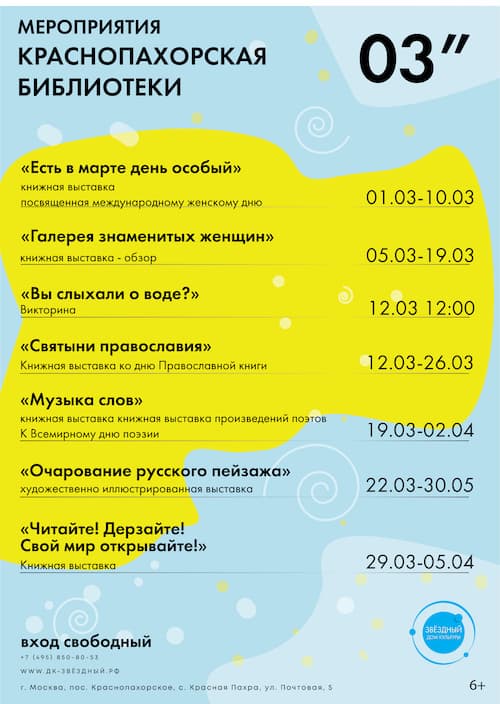 МЕРОПРИЯТИЯ
КРАСНОПАХОРСКАЯ
БИБЛИОТЕКИ
03”
«Есть в марте день особый»
книжная выставка
посвященная международному женскому дню
01.03-10.03
«Галерея знаменитых женщин»
книжная выставка - обзор
05.03-19.03
«Вы слыхали о воде?»
Викторина
12.03 12:00
«Святыни православия»
Книжная выставка ко дню Православной книги
12.03-26.03
«Музыка слов»
книжная выставка книжная выставка произведений поэтов
К Всемирному дню поэзии
19.03-02.04
«Очарование русского пейзажа»
художественно иллюстрированная выставка
22.03-30.05
«Читайте! Дерзайте!
Свой мир открывайте!»
Книжная выставка
29.03-05.04
вход свободный
+7 (495) 850-80-53
WWW.ДК-ЗВЁЗДНЫЙ.РФ
г. Москва, пос. Краснопахорское, с. Красная Пахра, ул. Почтовая, 5
ЗВЁЗДНЫЙ
ДОМ КУЛЬТУРЫ
6+